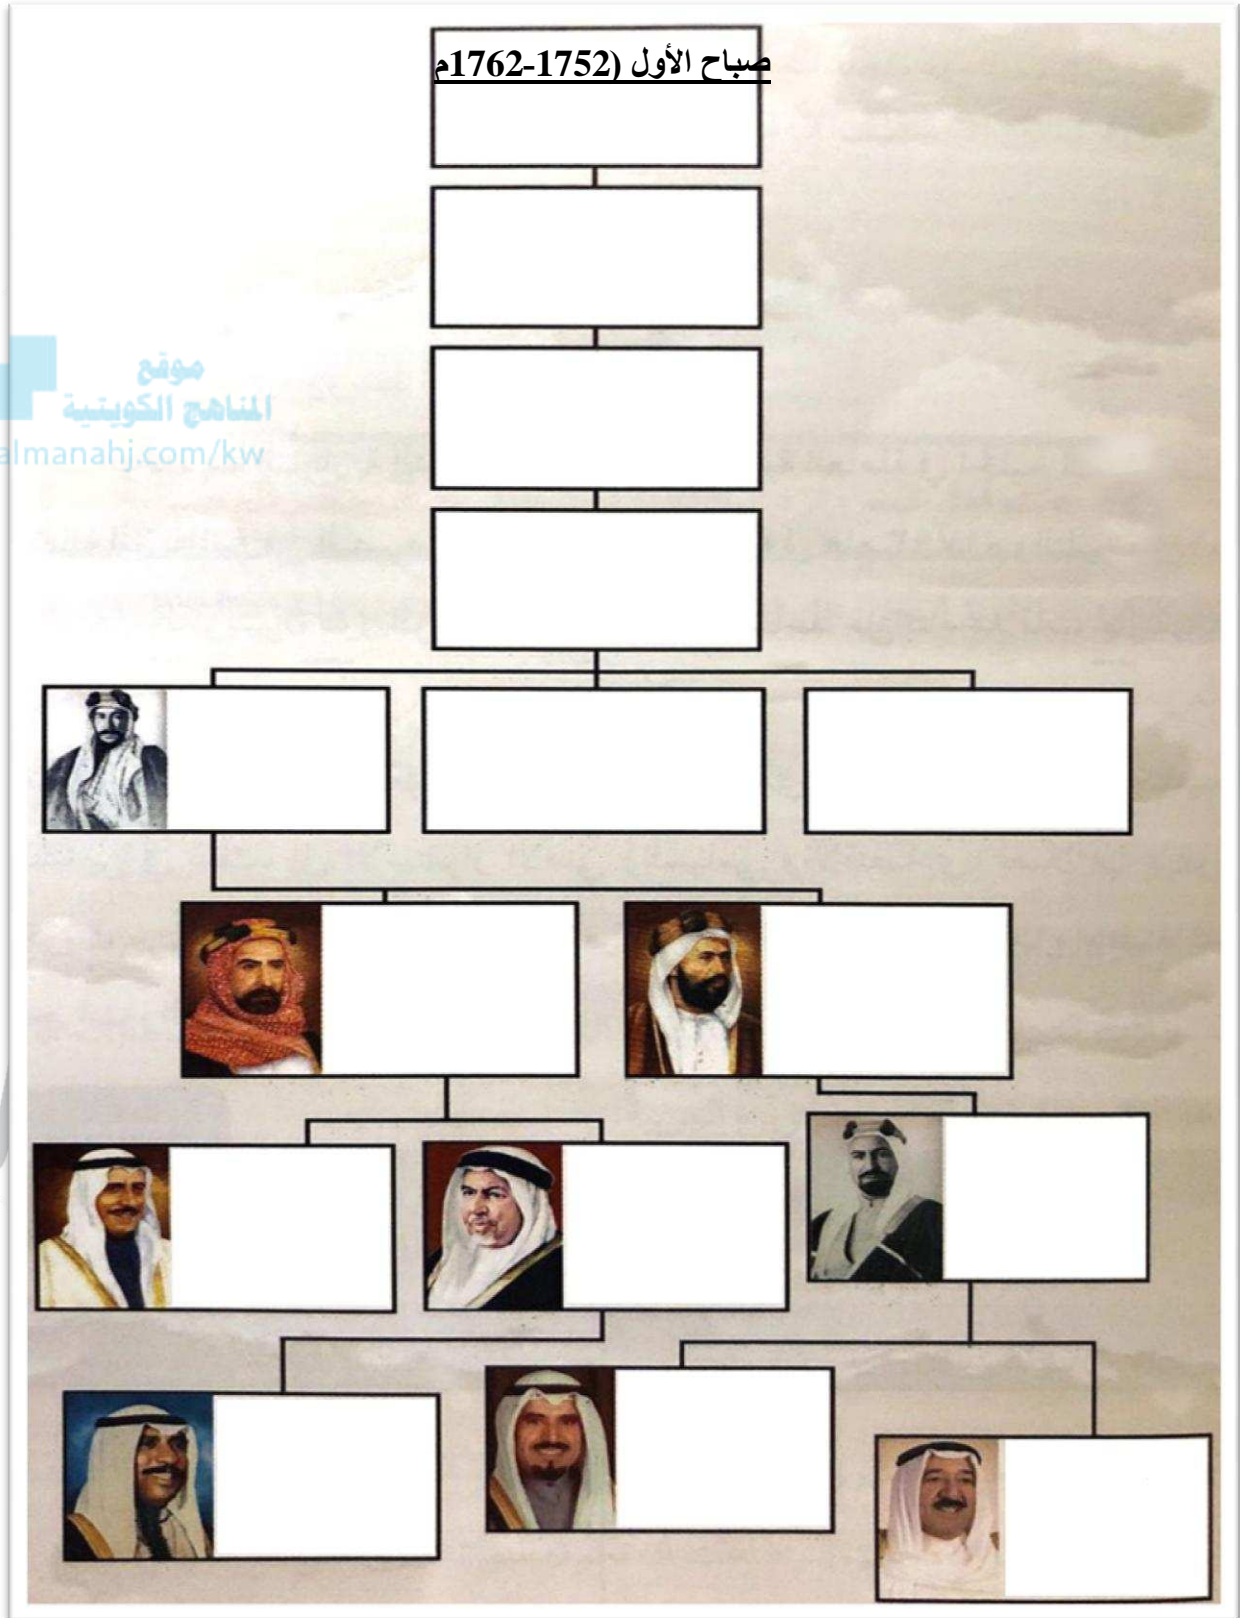 صباح الأول (1752-1762م
موقع
المناهج الكويتية
almanahj.com/kw